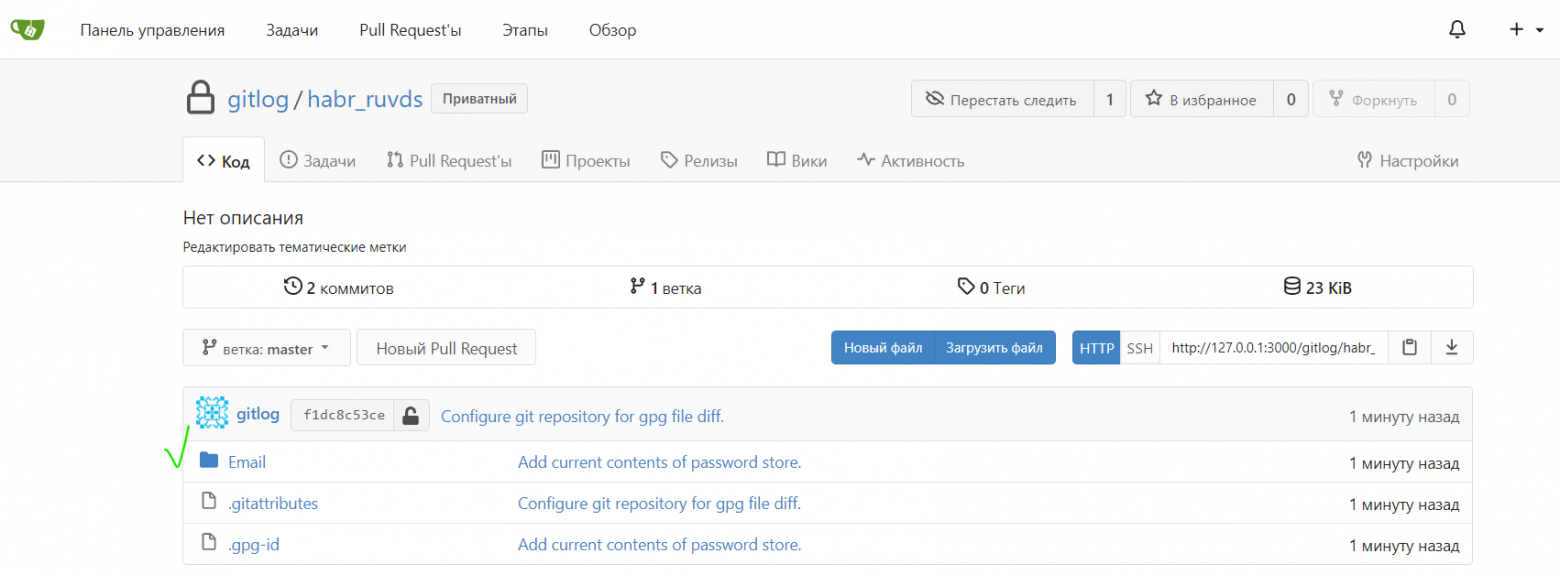 Панель управления Задачи Pull Request'ы Этапы Обзор
gitlog / habr_ruvds Приватный Перестать следить 1 В избранное 0 Форкнуть 0
Код Задачи Pull Request'ы Проекты Релизы Вики Активность Настройки
Нет описания
Редактировать тематические метки
2 коммитов 1 ветка 0 Теги 23 KiB
ветка: master Новый Pull Request Новый файл Загрузить файл HTTP SSH http://127.0.0.1:3000/gitlog/habr_
gitlog f1dc8c53ce Configure git repository for gpg file diff. 1 минуту назад
Email Add current contents of password store. 1 минуту назад
.gitattributes Configure git repository for gpg file diff. 1 минуту назад
.gpg-id Add current contents of password store. 1 минуту назад